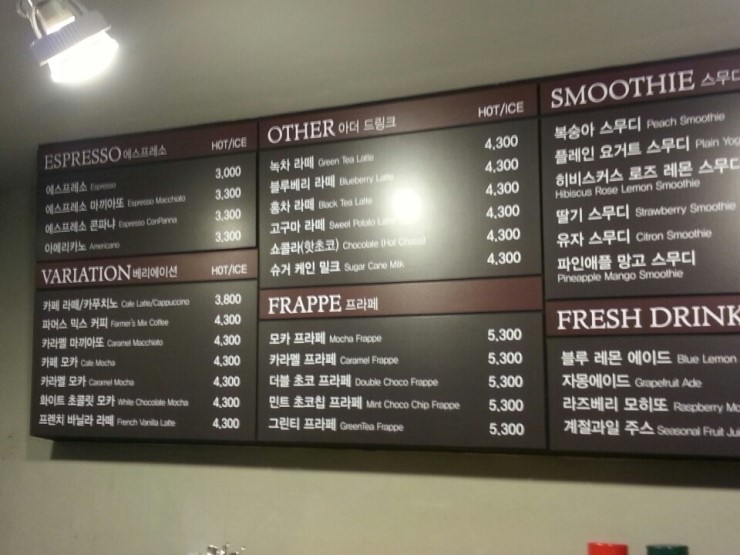 ESPRESSO 에스프레소 HOT/ICE
에스프레소 Espresso 3,000
에스프레소 마끼아또 Espresso Macchiato 3,300
에스프레소 콘파나 Espresso ConPanna 3,300
아메리카노 Americano 3,300
VARIATION 베리에이션 HOT/ICE
카페 라떼/카푸치노 Cafe Latte/Cappuccino 3,800
파머스 믹스 커피 Farmer's Mix Coffee 4,300
카라멜 마끼아또 Caramel Macchiato 4,300
카페 모카 Cafe Mocha 4,300
카라멜 모카 Caramel Mocha 4,300
화이트 초콜릿 모카 White Chocolate Mocha 4,300
프렌치 바닐라 라떼 French Vanilla Latte 4,300
OTHER 아더 드링크 HOT/ICE
녹차 라떼 Green Tea Latte 4,300
블루베리 라떼 Blueberry Latte 4,300
홍차 라떼 Black Tea Latte 4,300
고구마 라떼 Sweet Potato 4,300
쇼콜라(핫초코) Chocolate (Hot Choco) 4,300
슈거 케인 밀크 Sugar Cane Milk 4,300
FRAPPE 프라페
모카 프라페 Mocha Frappe 5,300
카라멜 프라페 Caramel Frappe 5,300
더블 초코 프라페 Double Choco Frappe 5,300
민트 초코칩 프라페 Mint Choco Chip Frappe 5,300
그린티 프라페 GreenTea Frappe 5,300
SMOOTHIE 스무디
복숭아 스무디 Peach Smoothie
플레인 요거트 스무디 Plain Yog
히비스커스 로즈 레몬 스무디
Hibiscus Rose Lemon Smoothie
딸기 스무디 Strawberry Smoothie
유자 스무디 Citron Smoothie
파인애플 망고 스무디
Pineapple Mango Smoothie
FRESH DRINK
블루 레몬 에이드 Blue Lemon
자몽에이드 Grapefruit Ade
라즈베리 모히또 Raspberry Mo
계절과일 주스 Seasonal Fruit Jui